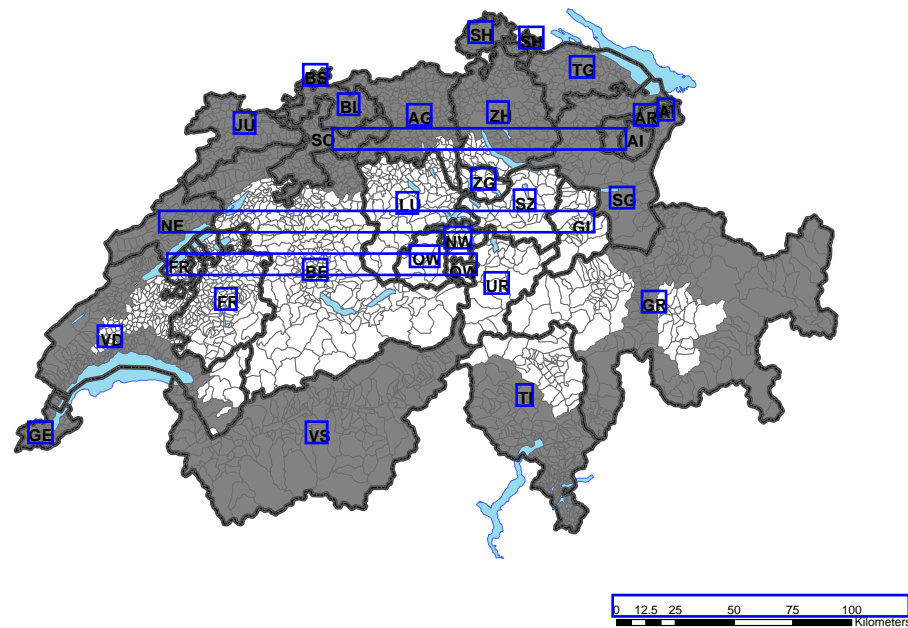 SH SH
BS TG
BL AG ZH AR AI
JU
SO AI
ZG
LU SZ SG
NE GL
NW
FR BE OW OW
FR UR GR
VD
TI
GE VS
0 12.5 25 50 75 100
Kilometers